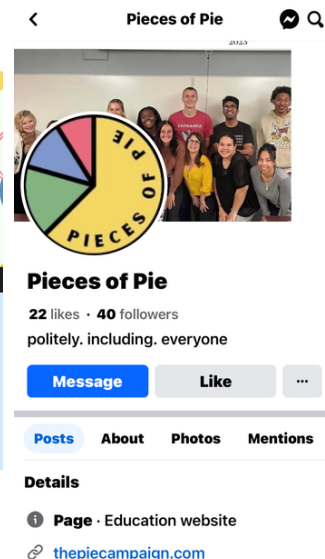 Pieces of Pie
2025
PIECES OF PIE
Pieces of Pie
22 likes · 40 followers
politely. including. everyone
Message
Like
...
Posts
About
Photos
Mentions
Details
Page · Education website
thepiecampaign.com